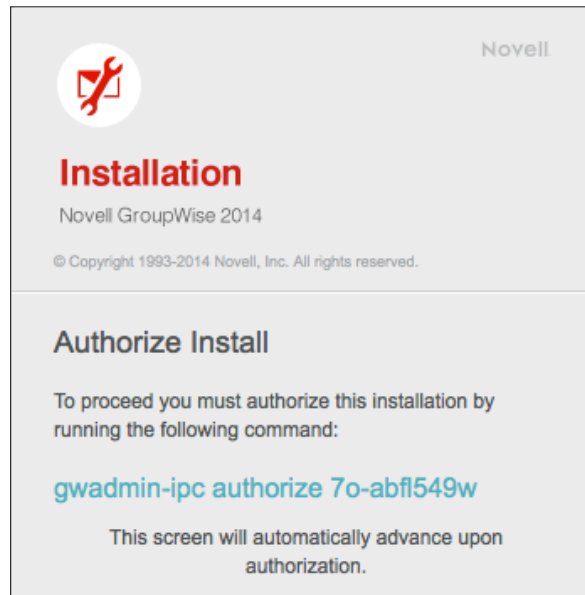 Novell
Installation
Novell GroupWise 2014
© Copyright 1993-2014 Novell, Inc. All rights reserved.
Authorize Install
To proceed you must authorize this installation by
running the following command:
gwadmin-ipc authorize 7o-abfl549w
This screen will automatically advance upon
authorization.